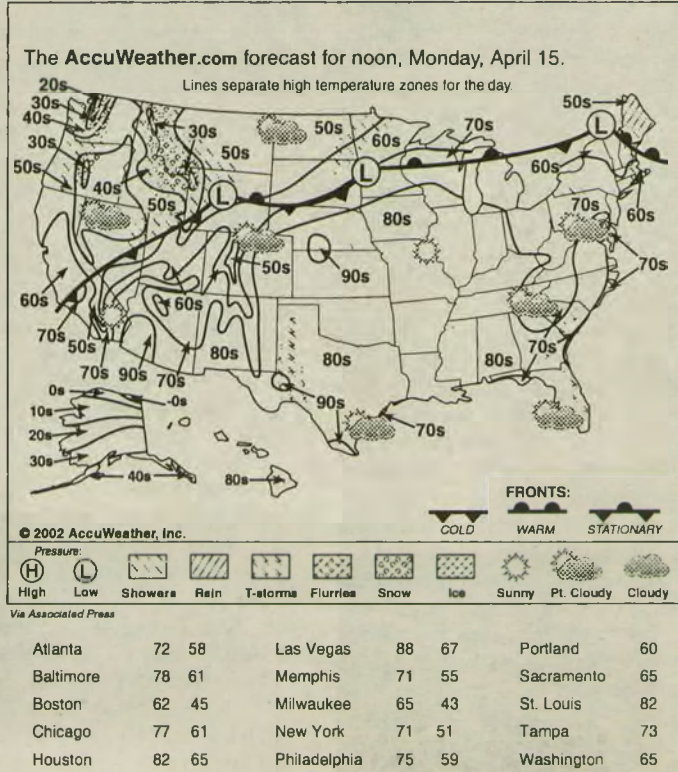 The AccuWeather.com forecast for noon, Monday, April 15.
Lines separate high temperature zones for the day.
20s
30s
40s
30s
50s
30s
40s
50s
50s
50s
60s
70s
50s
60s
60s
70s
70s
80s
50s
90s
60s
60s
70s
50s
70s
90s
70s
80s
80s
80s
70s
90s
70s
0s
-0s
10s
20s
30s
40s
80s
L
L
L
FRONTS:
COLD WARM STATIONARY
© 2002 AccuWeather, Inc.
Pressure:
H L
High Low Showers Rain T-storms Flurries Snow Ice Sunny Pt. Cloudy Cloudy
Via Associated Press
Atlanta 72 58 Las Vegas 88 67 Portland 60
Baltimore 78 61 Memphis 71 55 Sacramento 65
Boston 62 45 Milwaukee 65 43 St. Louis 82
Chicago 77 61 New York 71 51 Tampa 73
Houston 82 65 Philadelphia 75 59 Washington 65